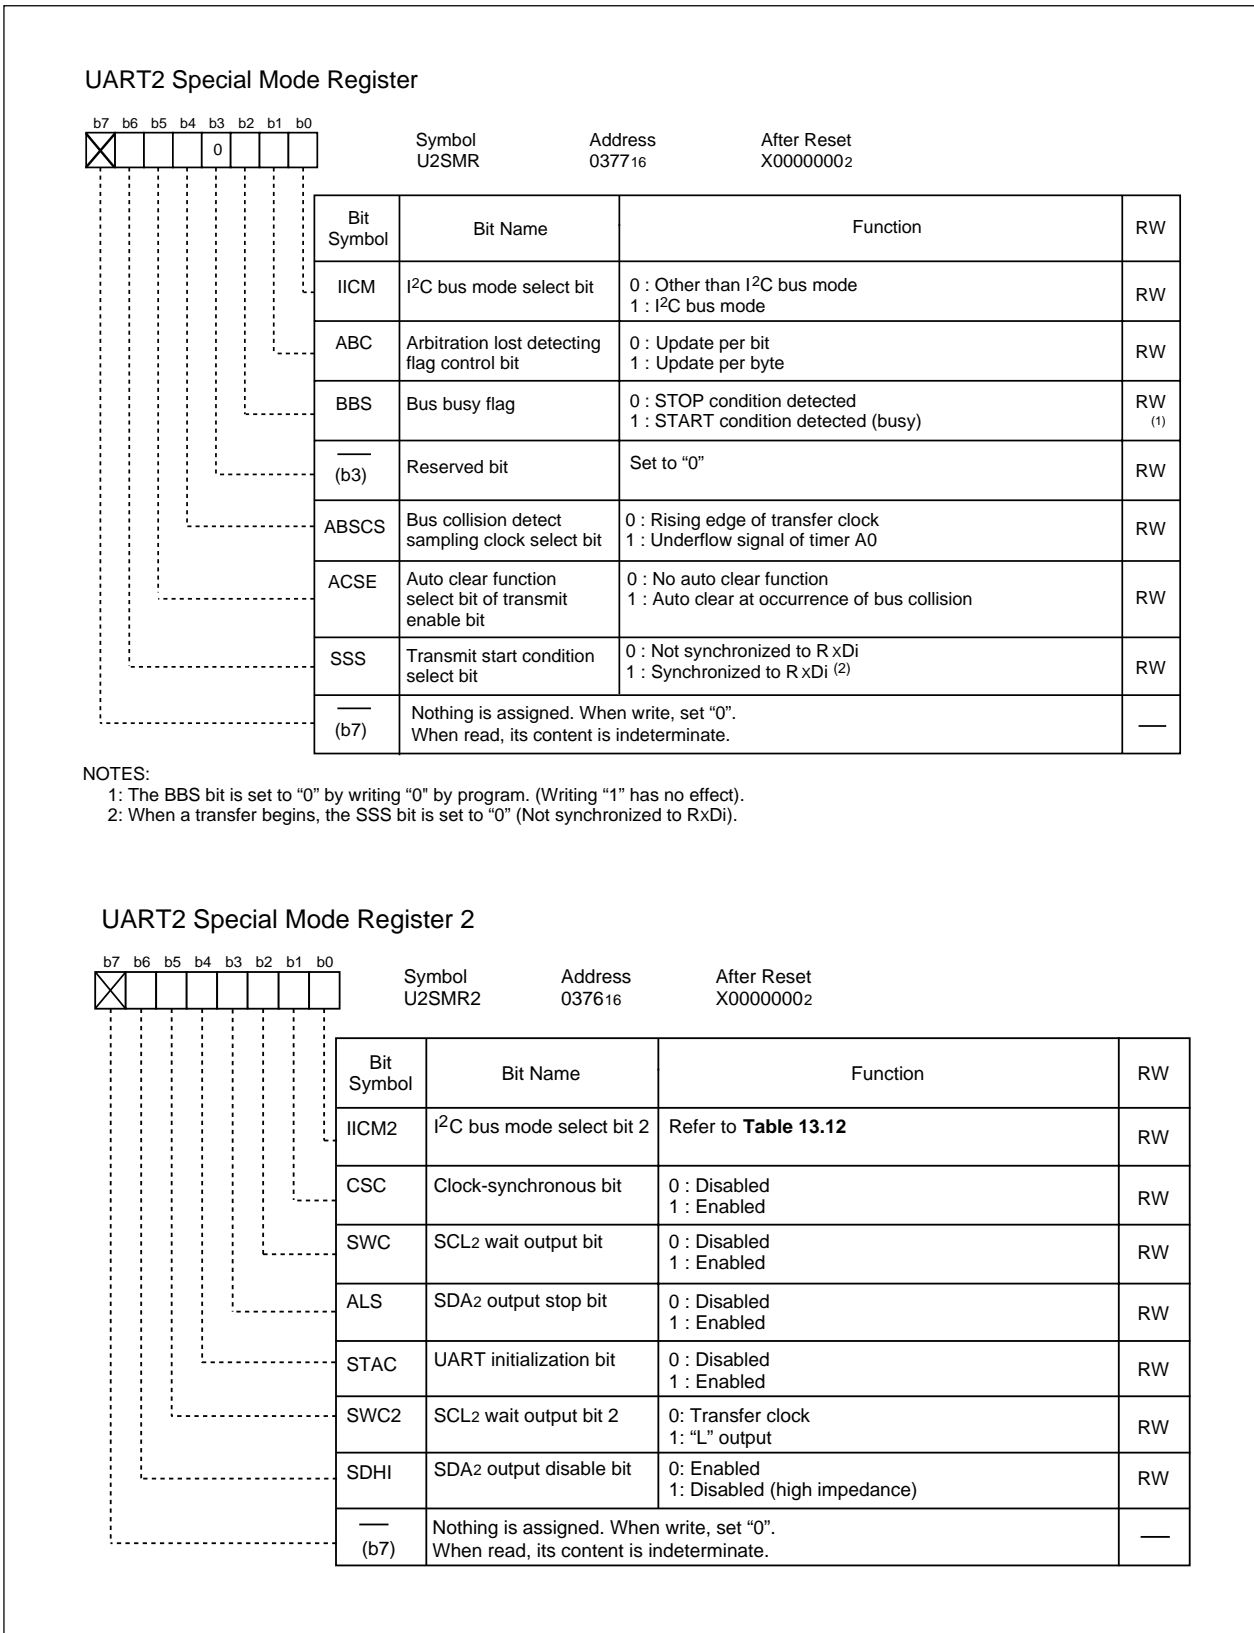 UART2 Special Mode Register
b7 b6 b5 b4 b3 b2 b1 b0
0
Symbol Address After Reset
U2SMR 037716 X00000002
Bit Symbol Bit Name Function RW
IICM I2C bus mode select bit 0 : Other than I2C bus mode
1 : I2C bus mode RW
ABC Arbitration lost detecting 0 : Update per bit
flag control bit 1 : Update per byte RW
BBS Bus busy flag 0 : STOP condition detected RW
1 : START condition detected (busy) (1)
(b3) Reserved bit Set to “0” RW
ABSCS Bus collision detect 0 : Rising edge of transfer clock
sampling clock select bit 1 : Underflow signal of timer A0 RW
ACSE Auto clear function 0 : No auto clear function
select bit of transmit 1 : Auto clear at occurrence of bus collision RW
enable bit
SSS Transmit start condition 0 : Not synchronized to RXDi
select bit 1 : Synchronized to RXDi (2) RW
(b7) Nothing is assigned. When write, set “0”.
When read, its content is indeterminate.
NOTES:
1: The BBS bit is set to “0” by writing “0" by program. (Writing “1” has no effect).
2: When a transfer begins, the SSS bit is set to “0” (Not synchronized to RXDi).
UART2 Special Mode Register 2
b7 b6 b5 b4 b3 b2 b1 b0
Symbol Address After Reset
U2SMR2 037616 X00000002
Bit Symbol Bit Name Function RW
IICM2 I2C bus mode select bit 2 Refer to Table 13.12 RW
CSC Clock-synchronous bit 0 : Disabled
1 : Enabled RW
SWC SCL2 wait output bit 0 : Disabled
1 : Enabled RW
ALS SDA2 output stop bit 0 : Disabled
1 : Enabled RW
STAC UART initialization bit 0 : Disabled
1 : Enabled RW
SWC2 SCL2 wait output bit 2 0: Transfer clock
1: “L” output RW
SDHI SDA2 output disable bit 0: Enabled
1: Disabled (high impedance) RW
(b7) Nothing is assigned. When write, set “0”.
When read, its content is indeterminate.